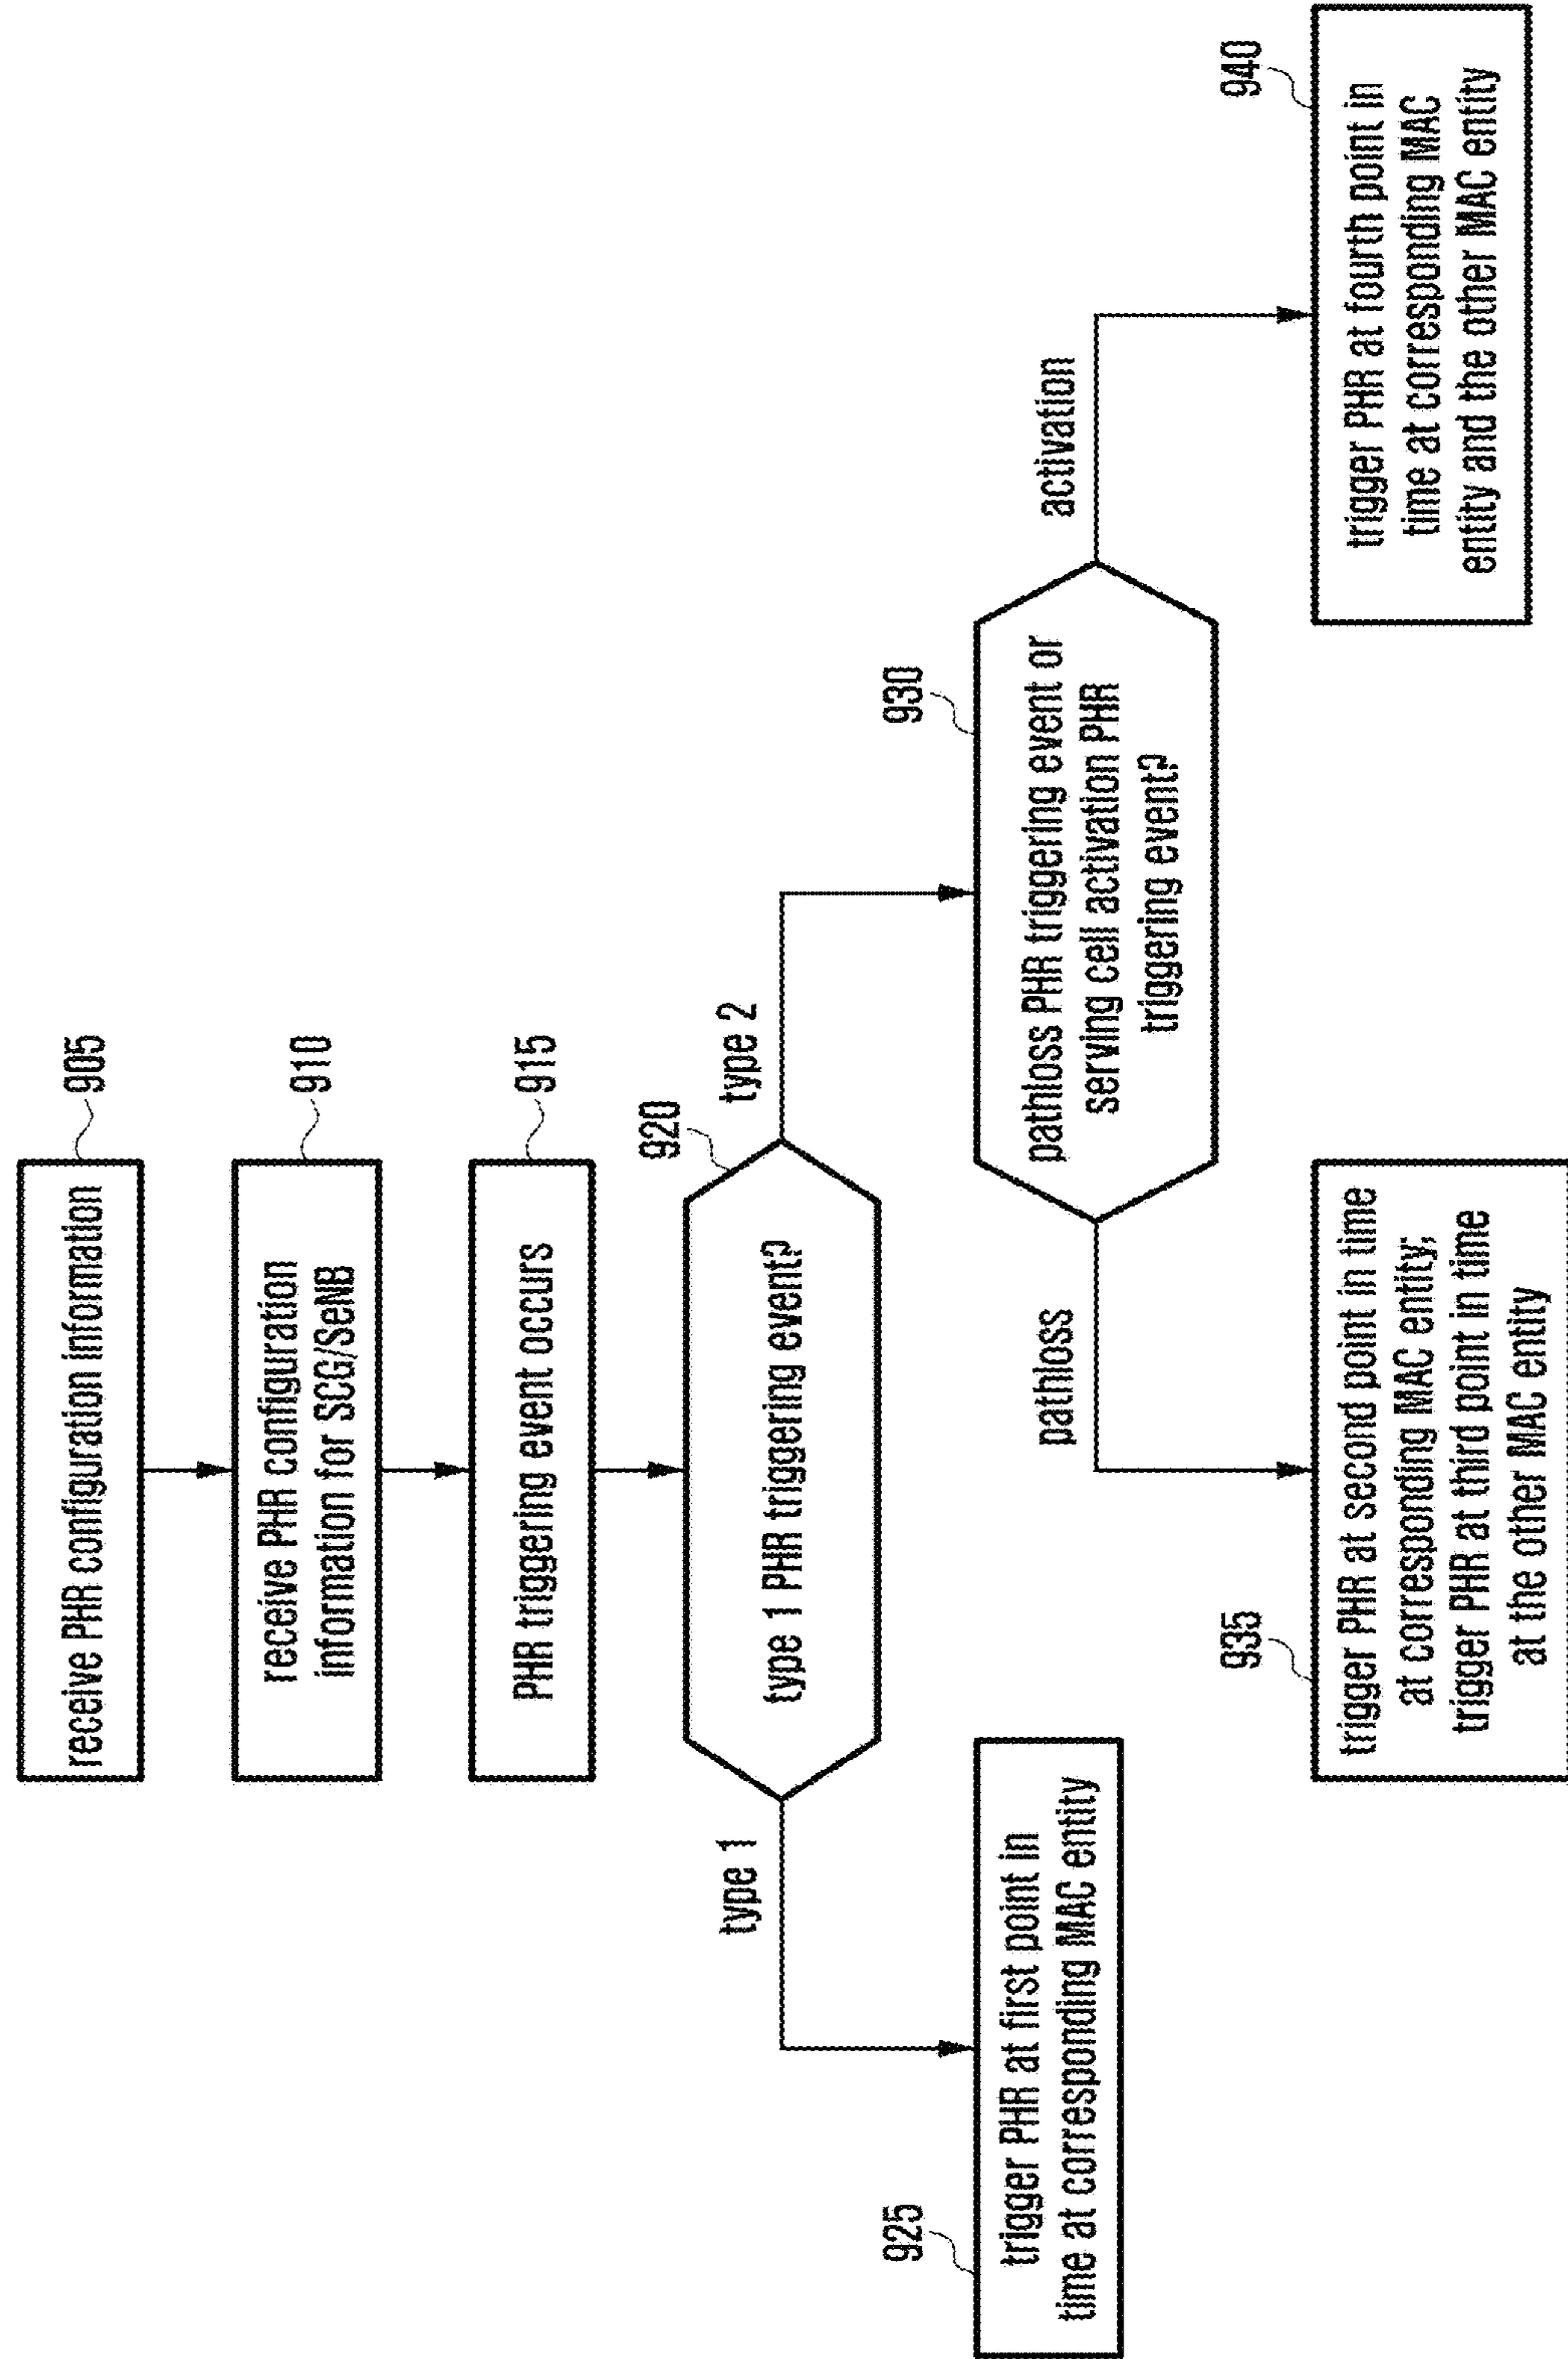 receive PHR configuration information
905
receive PHR configuration
information for SCG/SeNB
910
PHR triggering event occurs
915
920
type 1 PHR triggering event?
type 1
type 2
925
trigger PHR at first point in
time at corresponding MAC entity
930
pathloss PHR triggering event or
serving cell activation PHR
triggering event?
pathloss
activation
935
trigger PHR at second point in time
at corresponding MAC entity;
trigger PHR at third point in time
at the other MAC entity
940
trigger PHR at fourth point in
time at corresponding MAC
entity and the other MAC entity